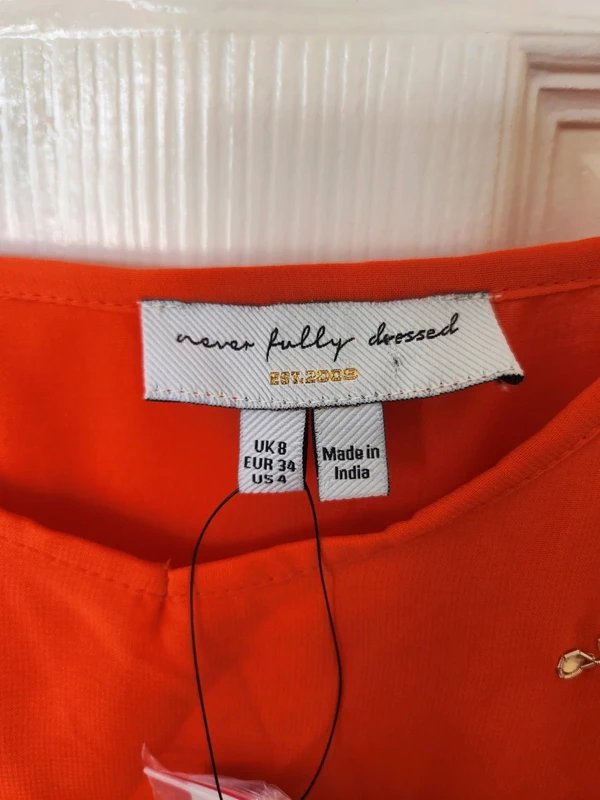 never fully dressed
EST.2009
UK 8
EUR 34
US 4
Made in
India